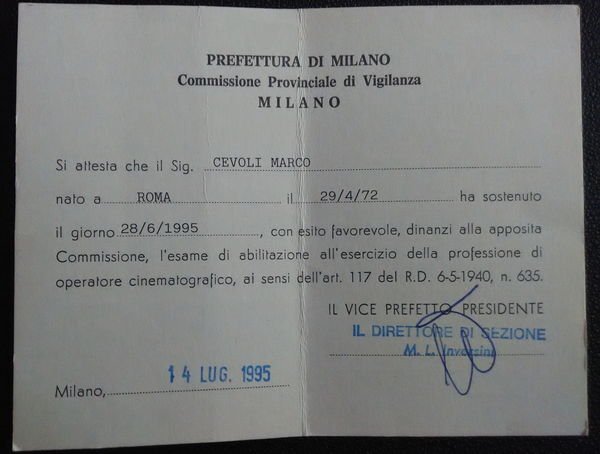 PREFETTURA DI MILANO
Commissione Provinciale di Vigilanza
MILANO
Si attesta che il Sig. CEVOLI MARCO
nato a ROMA il 29/4/72 ha sostenuto
il giorno 28/6/1995, con esito favorevole, dinanzi alla apposita
Commissione, l'esame di abilitazione all'esercizio della professione di
operatore cinematografico, ai sensi dell'art. 117 del R.D. 6-5-1940, n. 635.
IL VICE PREFETTO PRESIDENTE
IL DIRETTORE DI SEZIONE
M. L.
14 LUG. 1995
Milano,